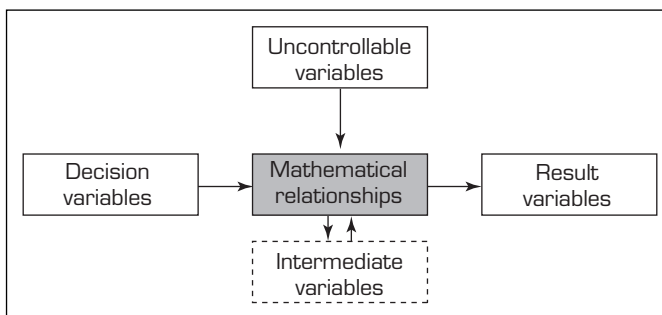 Uncontrollable
variables
Decision
variables
Mathematical
relationships
Result
variables
Intermediate
variables